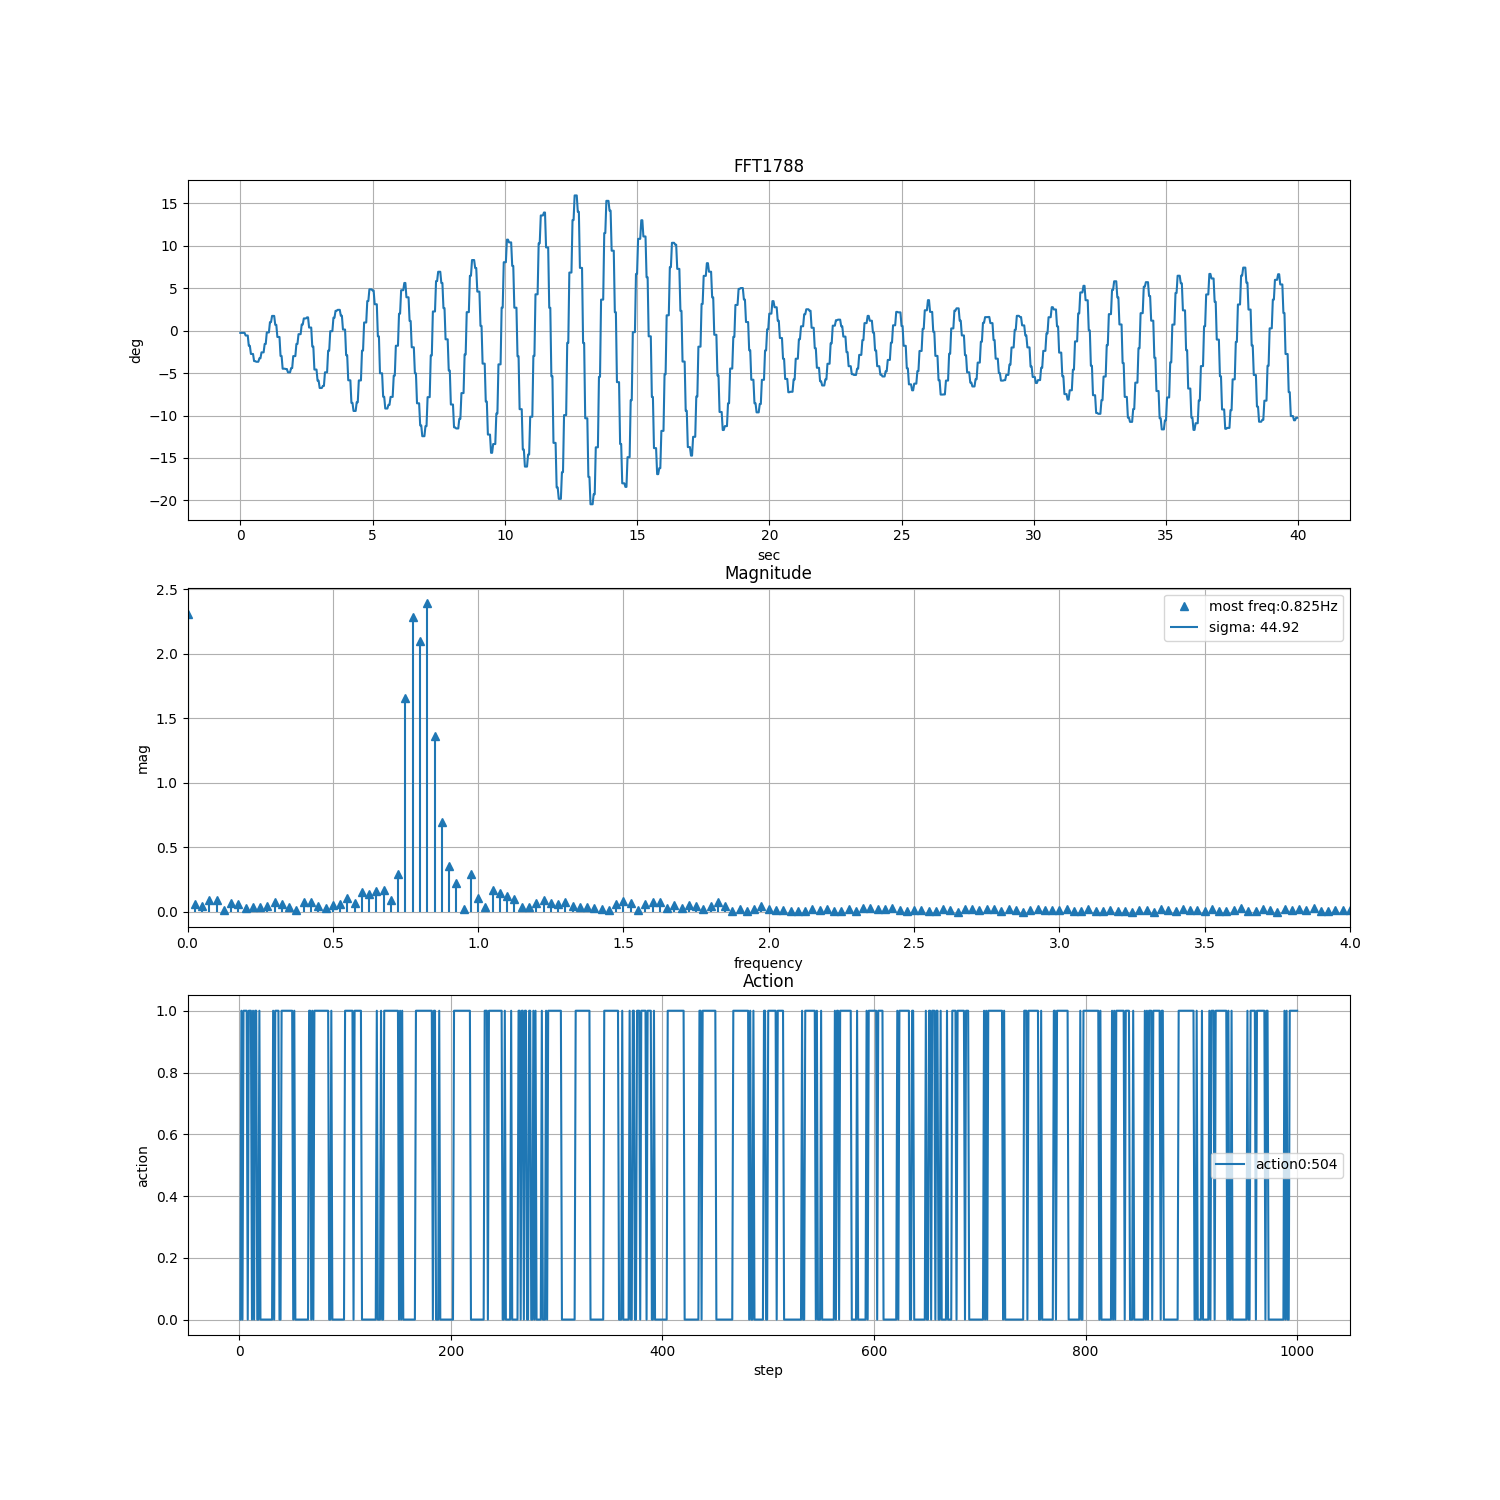 FFT1788
15
10
5
0
−5
−10
−15
−20
deg
0 5 10 15 20 25 30 35 40
sec
Magnitude
2.5
2.0
1.5
1.0
0.5
0.0
mag
most freq:0.825Hz
sigma: 44.92
0.0 0.5 1.0 1.5 2.0 2.5 3.0 3.5 4.0
frequency
Action
1.0
0.8
0.6
0.4
0.2
0.0
action
action0:504
0 200 400 600 800 1000
step